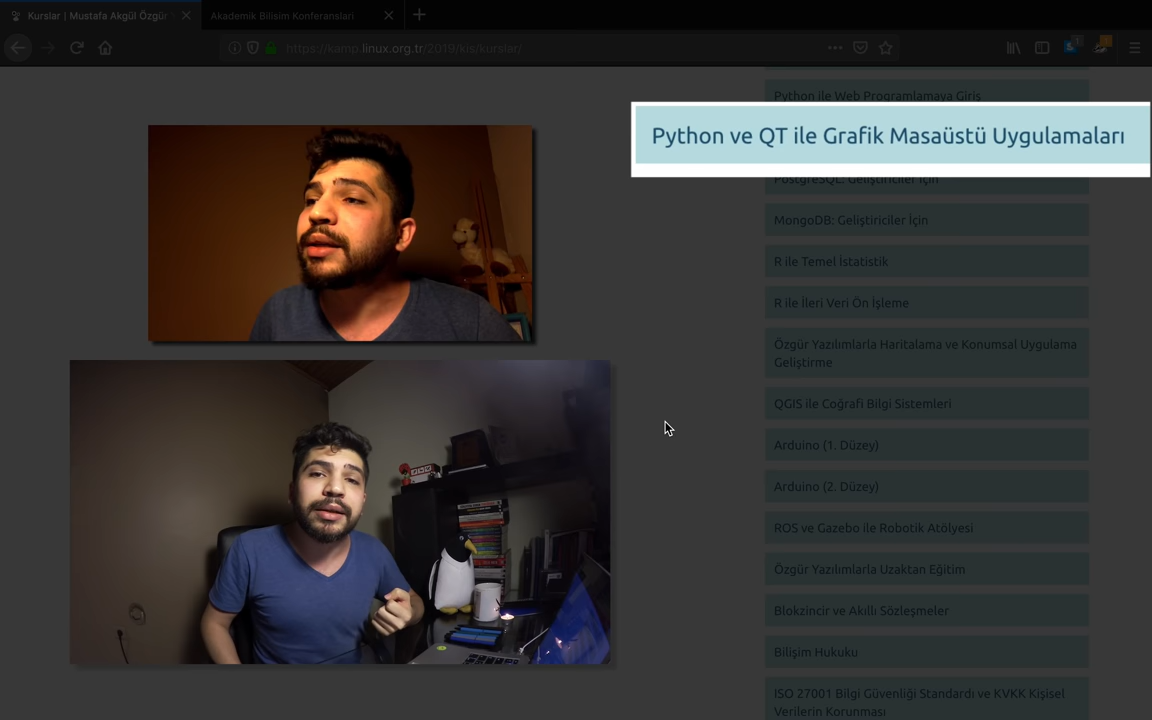 Kurslar | Mustafa Akgül Özgür
Akademik Bilisim Konferanslari
https://kamp.linux.org.tr/2019/kis/kurslar/
Python ile Web Programlamaya Giriş
Python ve QT ile Grafik Masaüstü Uygulamaları
PostgreSQL: Geliştiriciler İçin
MongoDB: Geliştiriciler İçin
R ile Temel İstatistik
R ile İleri Veri Ön İşleme
Özgür Yazılımlarla Haritalama ve Konumsal Uygulama
Geliştirme
QGIS ile Coğrafi Bilgi Sistemleri
Arduino (1. Düzey)
Arduino (2. Düzey)
ROS ve Gazebo ile Robotik Atölyesi
Özgür Yazılımlarla Uzaktan Eğitim
Blokzincir ve Akıllı Sözleşmeler
Bilişim Hukuku
ISO 27001 Bilgi Güvenliği Standardı ve KVKK Kişisel
Verilerin Korunması